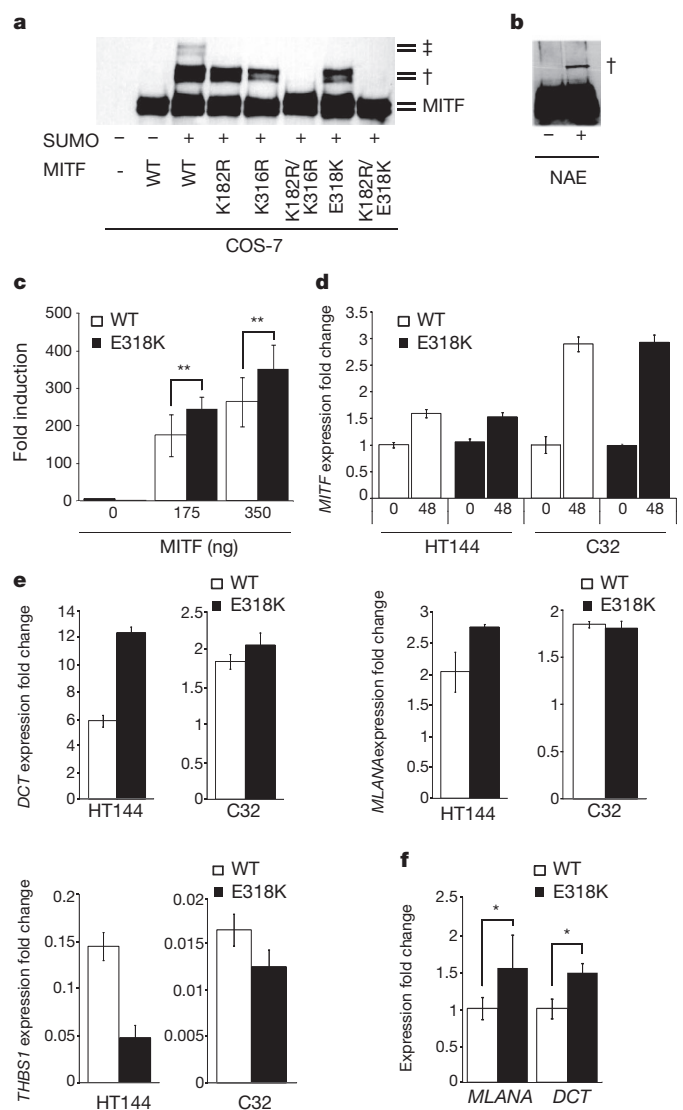 a
b
‡
†
MITF
†
SUMO – – + + + + + +
MITF - WT WT K182R K316R K182R/K316R E318K K182R/E318K
COS-7
– +
NAE
c
d
WT
E318K
Fold induction
500
400
300
200
100
0
**
**
0 175 350
MITF (ng)
WT
E318K
MITF expression fold change
3.5
3
2.5
2
1.5
1
0.5
0
0 48 0 48 0 48 0 48
HT144 C32
e
WT
E318K
DCT expression fold change
14
12
10
8
6
4
2
0
HT144
2.5
2
1.5
1
0.5
0
C32
WT
E318K
MLANAexpression fold change
3
2.5
2
1.5
1
0.5
0
HT144
2
1.5
1
0.5
0
C32
WT
E318K
THBS1 expression fold change
0.2
0.15
0.1
0.05
0
HT144
0.02
0.015
0.01
0.005
0
C32
f
WT
E318K
Expression fold change
2.5
2
1.5
1
0.5
0
*
*
MLANA DCT